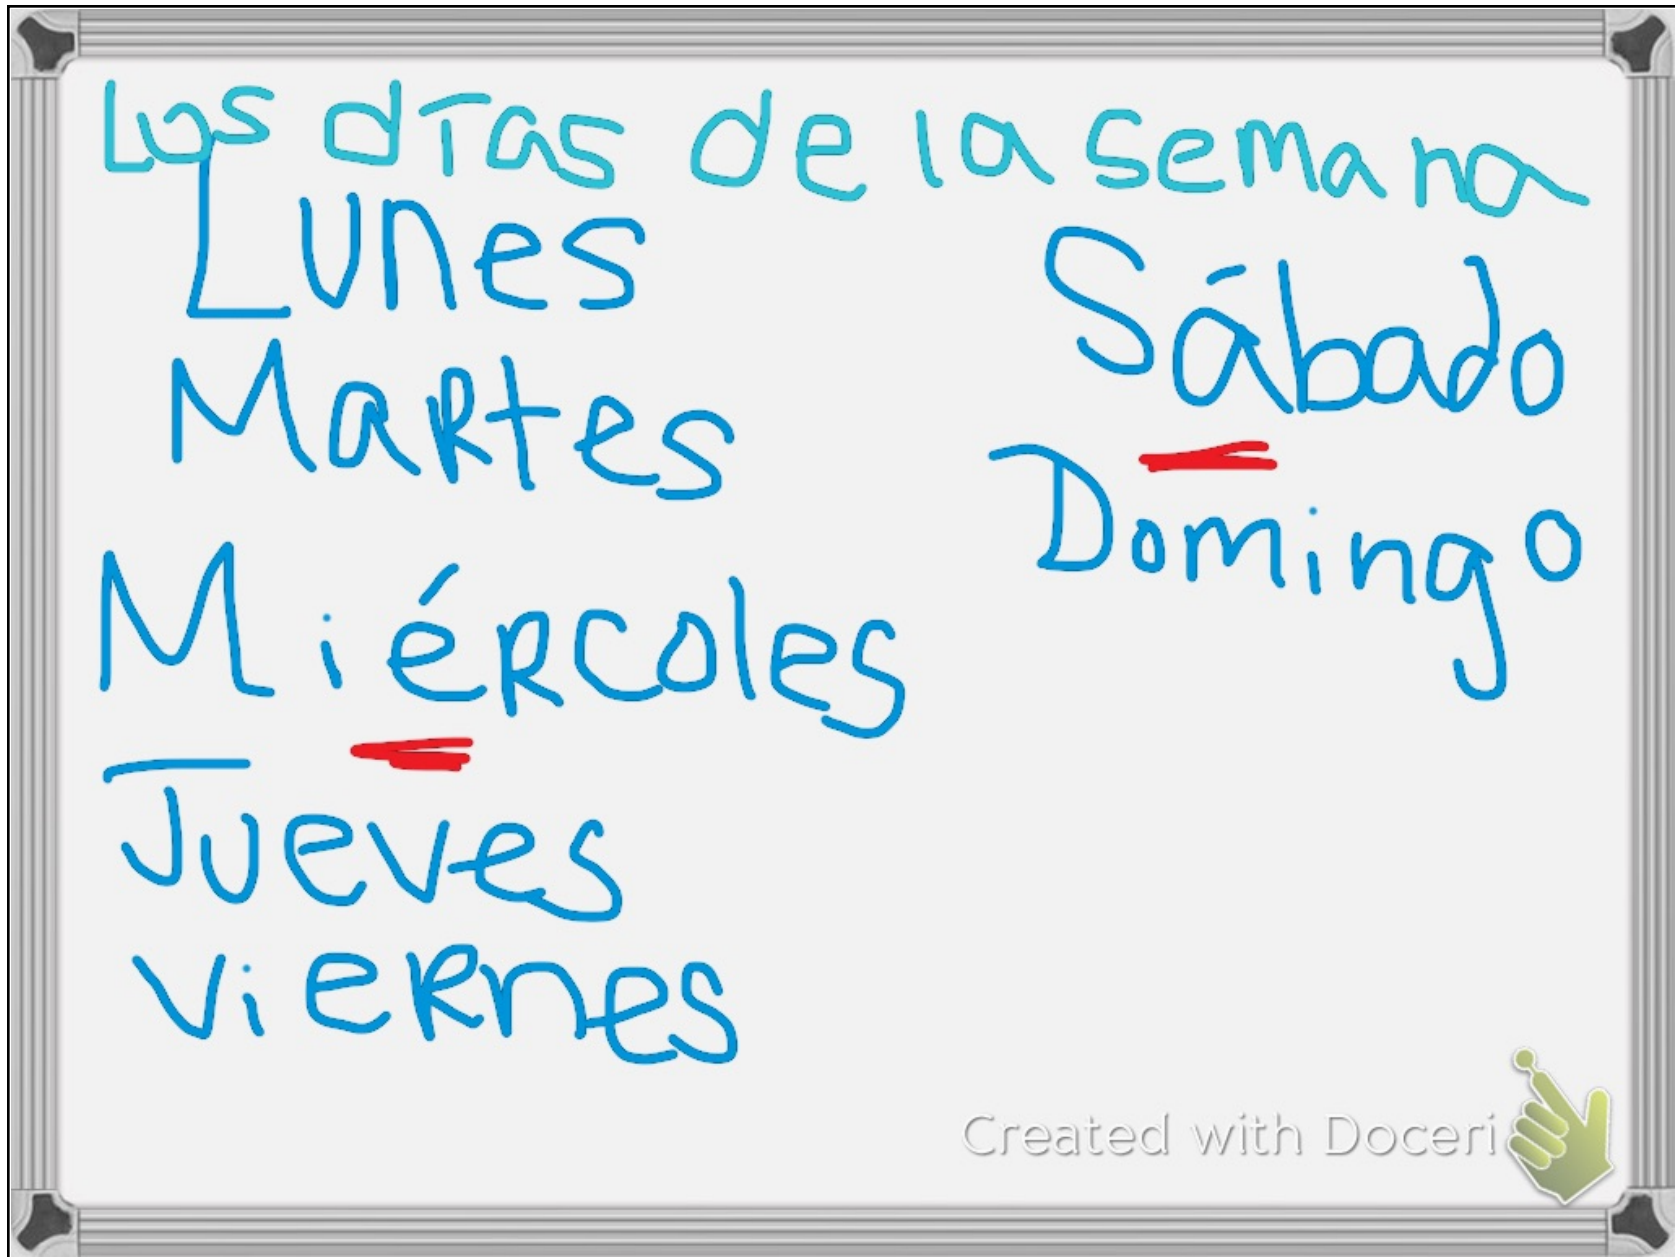 Los días de la semana
Lunes
Martes
Miércoles
Jueves
Viernes
Sábado
Domingo
Created with Doceri